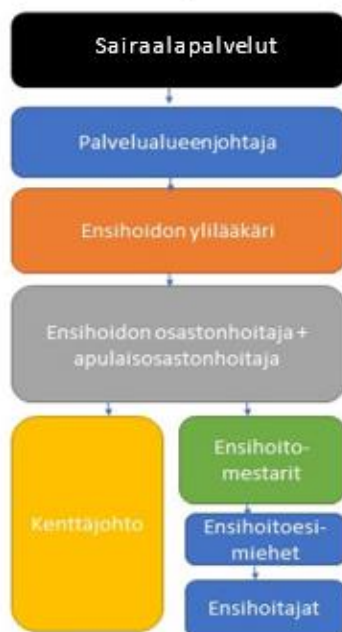 Sairaalapalvelut
Palvelualueenjohtaja
Ensihoidon ylilääkäri
Ensihoidon osastonhoitaja +
apulaisosastonhoitaja
Kenttäjohto
Ensihoito-
mestarit
Ensihoitoesi-
miehet
Ensihoitajat